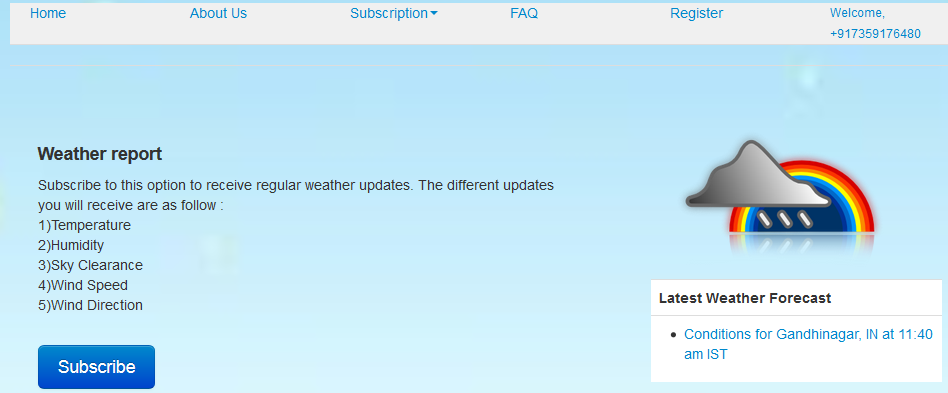 Home
About Us
Subscription
FAQ
Register
Welcome,
+917359176480
Weather report
Subscribe to this option to receive regular weather updates. The different updates
you will receive are as follow :
1)Temperature
2)Humidity
3)Sky Clearance
4)Wind Speed
5)Wind Direction
Subscribe
Latest Weather Forecast
Conditions for Gandhinagar, IN at 11:40
am IST